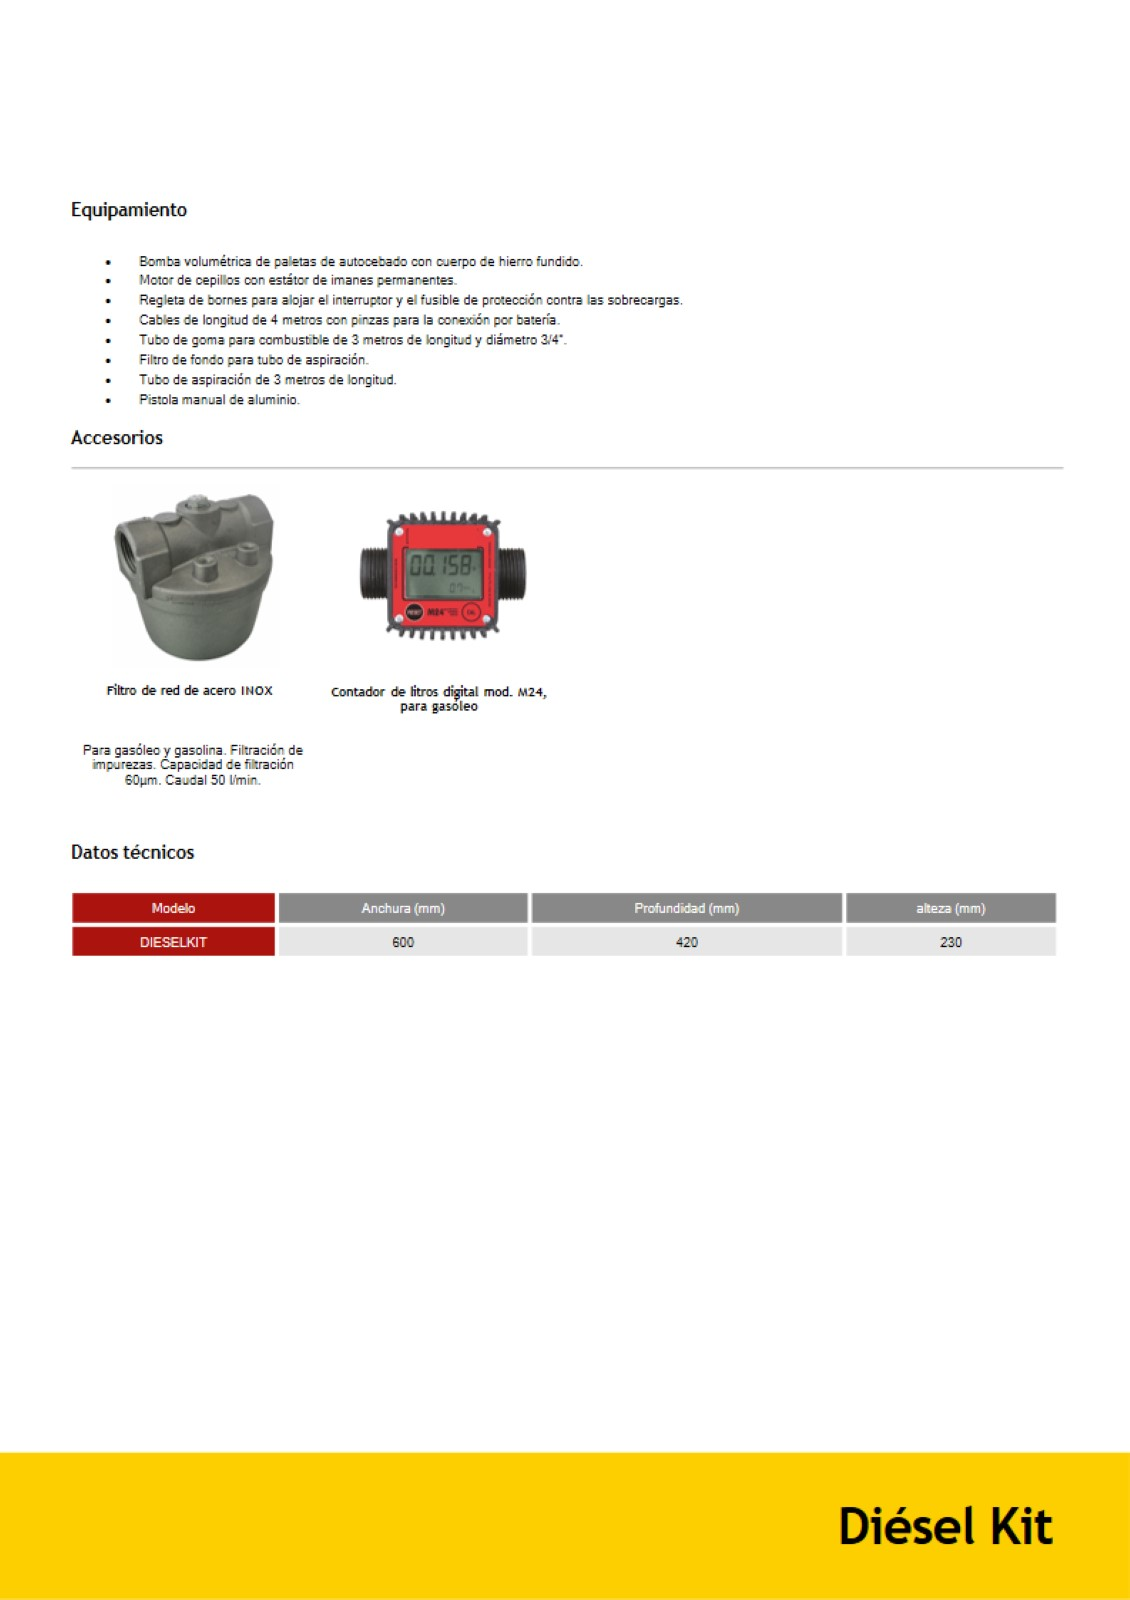 Equipamiento
• Bomba volumétrica de paletas de autocebado con cuerpo de hierro fundido.
• Motor de cepillos con estátor de imanes permanentes.
• Regleta de bornes para alojar el interruptor y el fusible de protección contra las sobrecargas.
• Cables de longitud de 4 metros con pinzas para la conexión por batería.
• Tubo de goma para combustible de 3 metros de longitud y diámetro 3/4".
• Filtro de fondo para tubo de aspiración.
• Tubo de aspiración de 3 metros de longitud.
• Pistola manual de aluminio.
Accesorios
00.158
M24
Filtro de red de acero INOX
Contador de litros digital mod. M24,
para gasóleo
Para gasóleo y gasolina. Filtración de
impurezas. Capacidad de filtración
60µm. Caudal 50 l/min.
Datos técnicos
Modelo Anchura (mm) Profundidad (mm) alteza (mm)
DIESELKIT 600 420 230
Diésel Kit